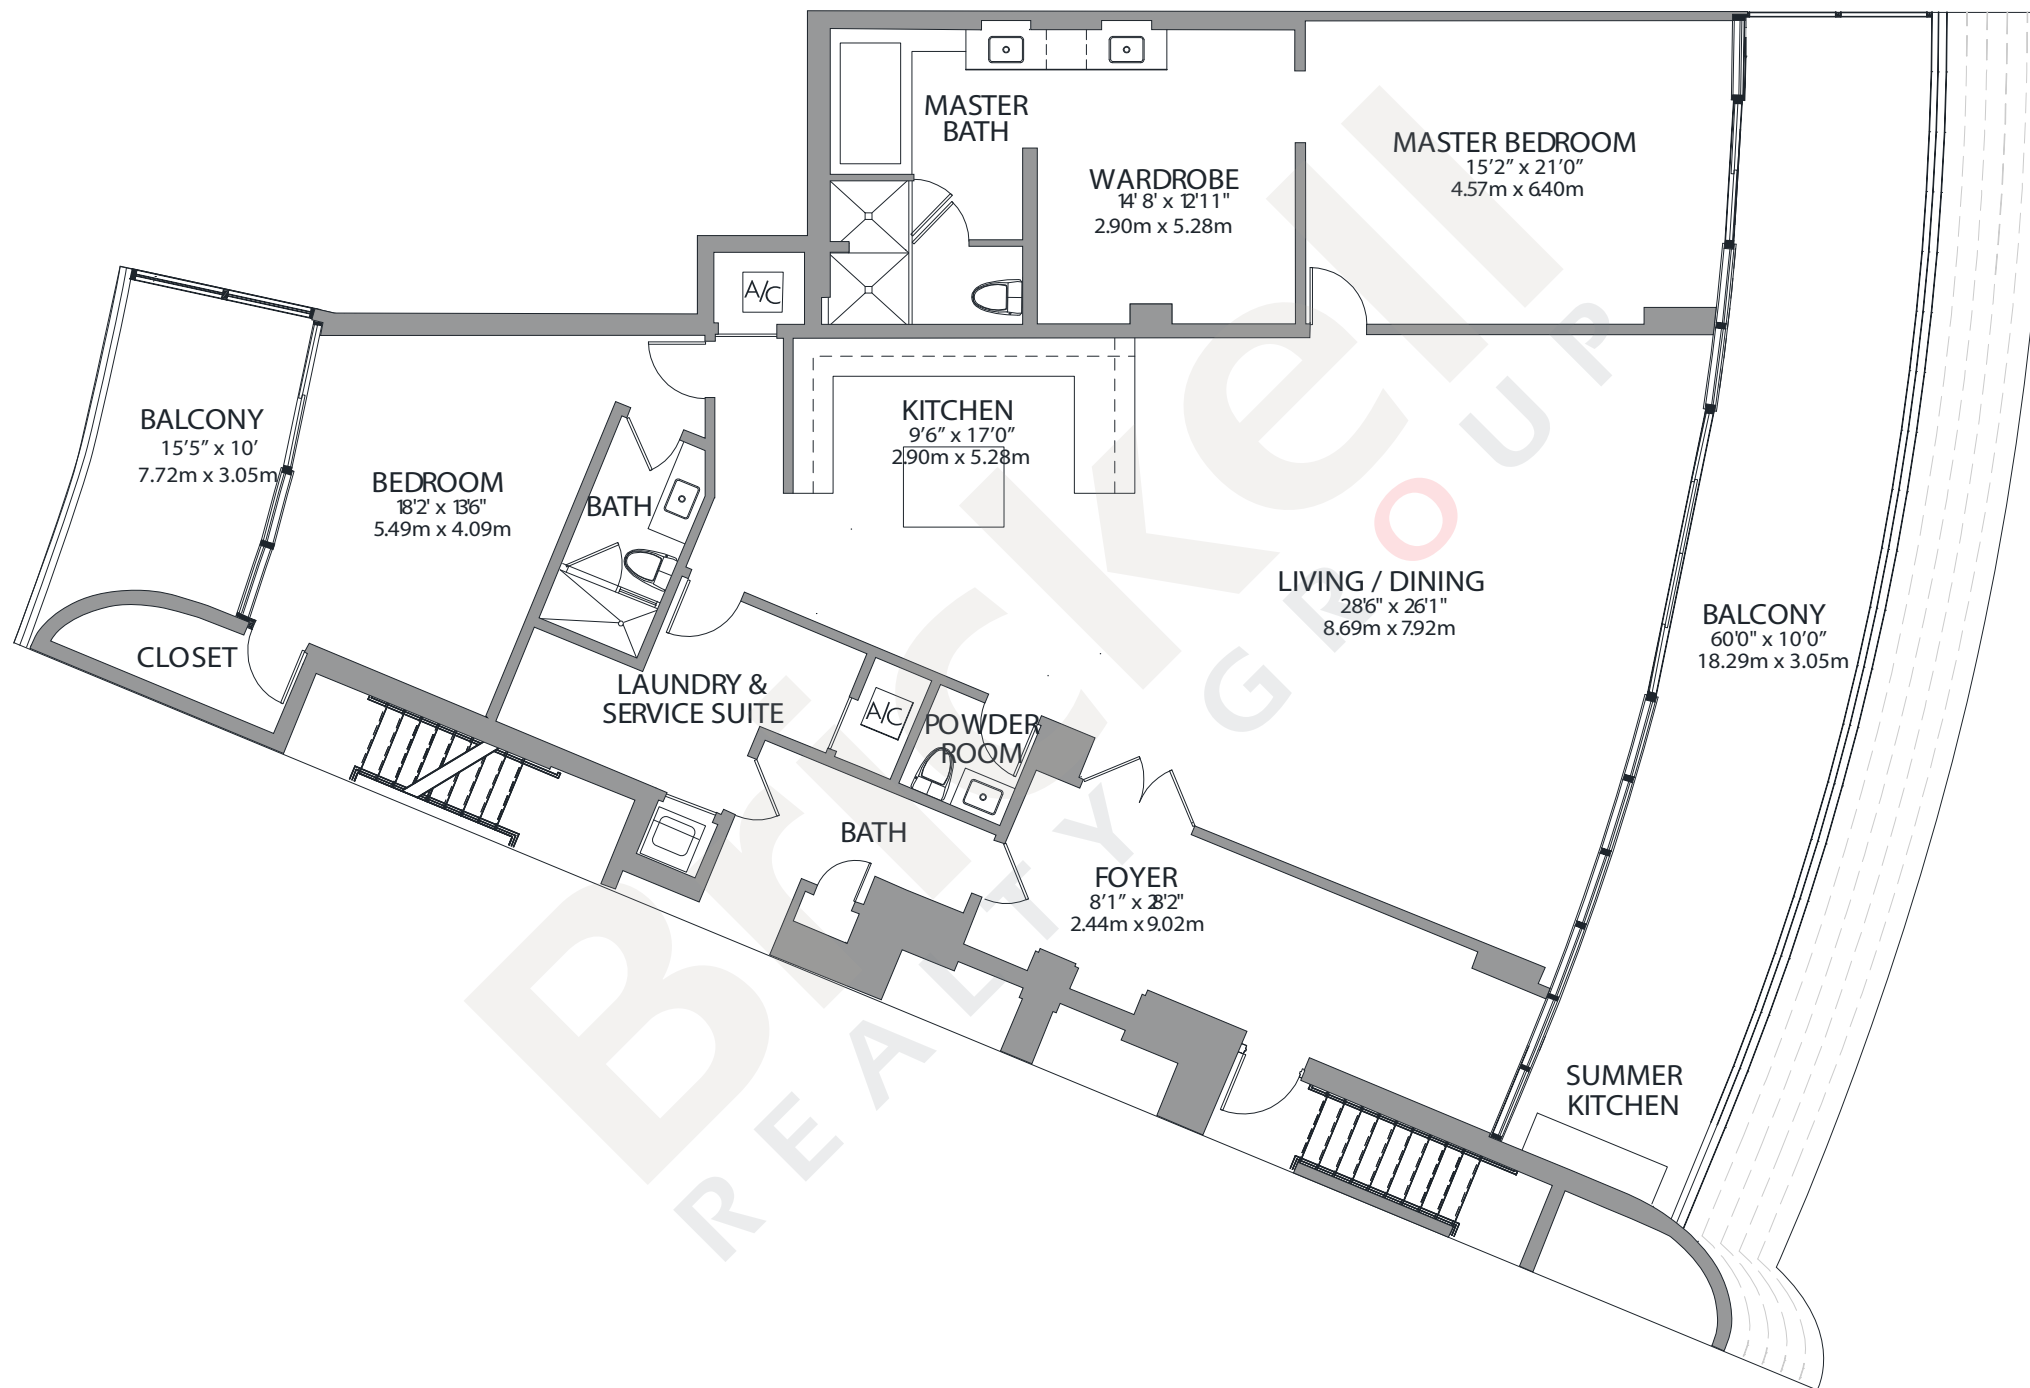 MASTER
BATH
WARDROBE
14' 8' x 12'11"
2.90m x 5.28m
MASTER BEDROOM
15'2" x 21'0"
4.57m x 6.40m
A/C
BALCONY
15'5" x 10'
7.72m x 3.05m
BEDROOM
18'2' x 13'6"
5.49m x 4.09m
BATH
KITCHEN
9'6" x 17'0"
2.90m x 5.28m
LIVING / DINING
28'6" x 26'1"
8.69m x 7.92m
BALCONY
60'0" x 10'0"
18.29m x 3.05m
CLOSET
LAUNDRY &
SERVICE SUITE
A/C
POWDER
ROOM
BATH
FOYER
8'1" x 28'2"
2.44m x 9.02m
SUMMER
KITCHEN
Brickell
REALTY GROUP